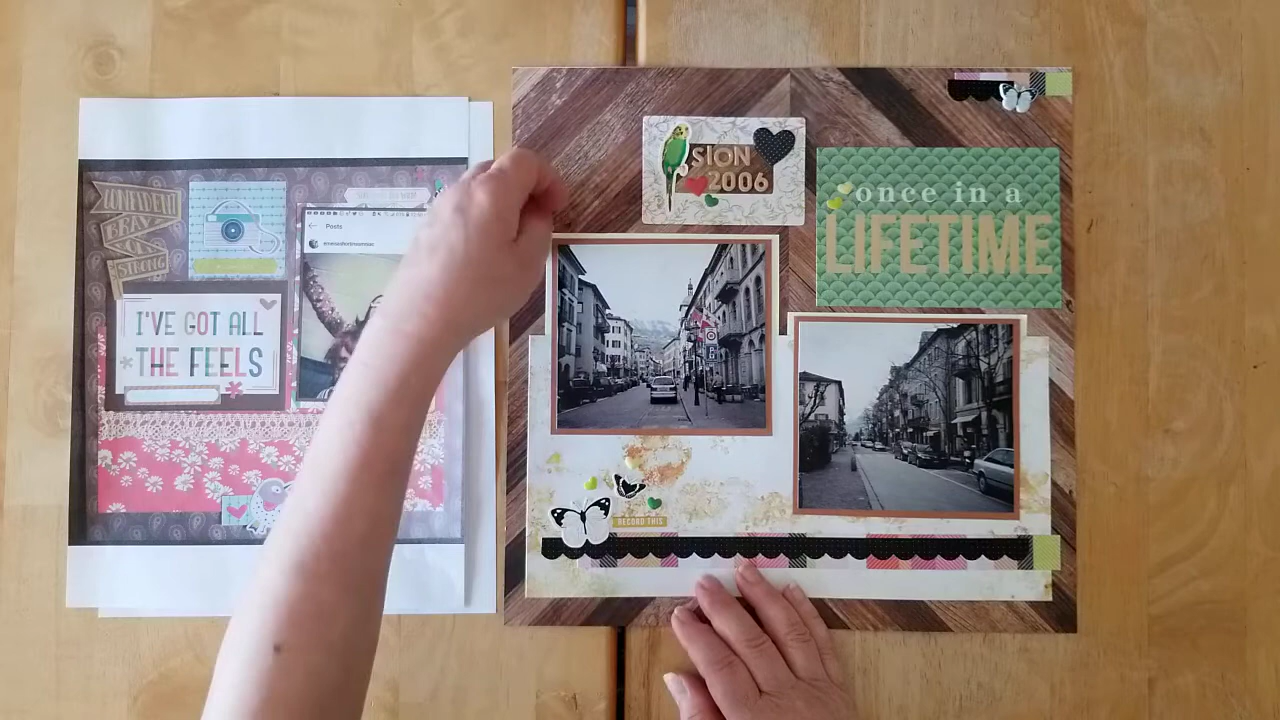 CONFIDENT
BRAVE
STRONG
Posts
I'VE GOT ALL
THE FEELS
SION
2006
once in a
LIFETIME
RECORD THIS